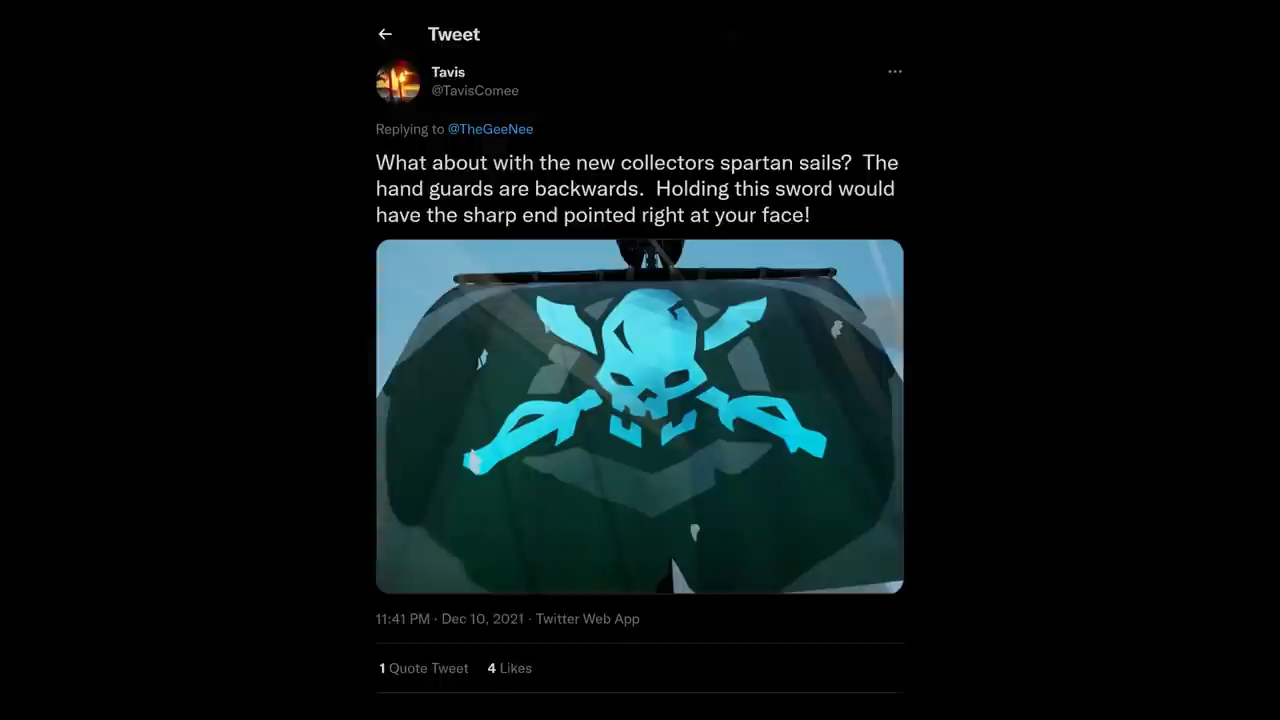 Tweet
Tavis
@TavisComee
Replying to @TheGeeNee
What about with the new collectors spartan sails?  The
hand guards are backwards.  Holding this sword would
have the sharp end pointed right at your face!
11:41 PM · Dec 10, 2021 · Twitter Web App
1 Quote Tweet 4 Likes